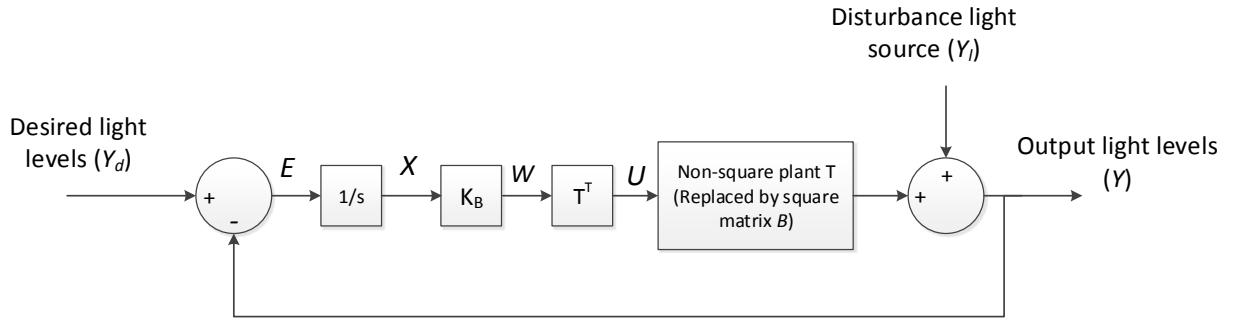 Disturbance light
source (Y_l)
Desired light
levels (Y_d)
Output light levels
(Y)
E
X
W
U
+
-
1/s
K_B
T^T
Non-square plant T
(Replaced by square
matrix B)
+
+